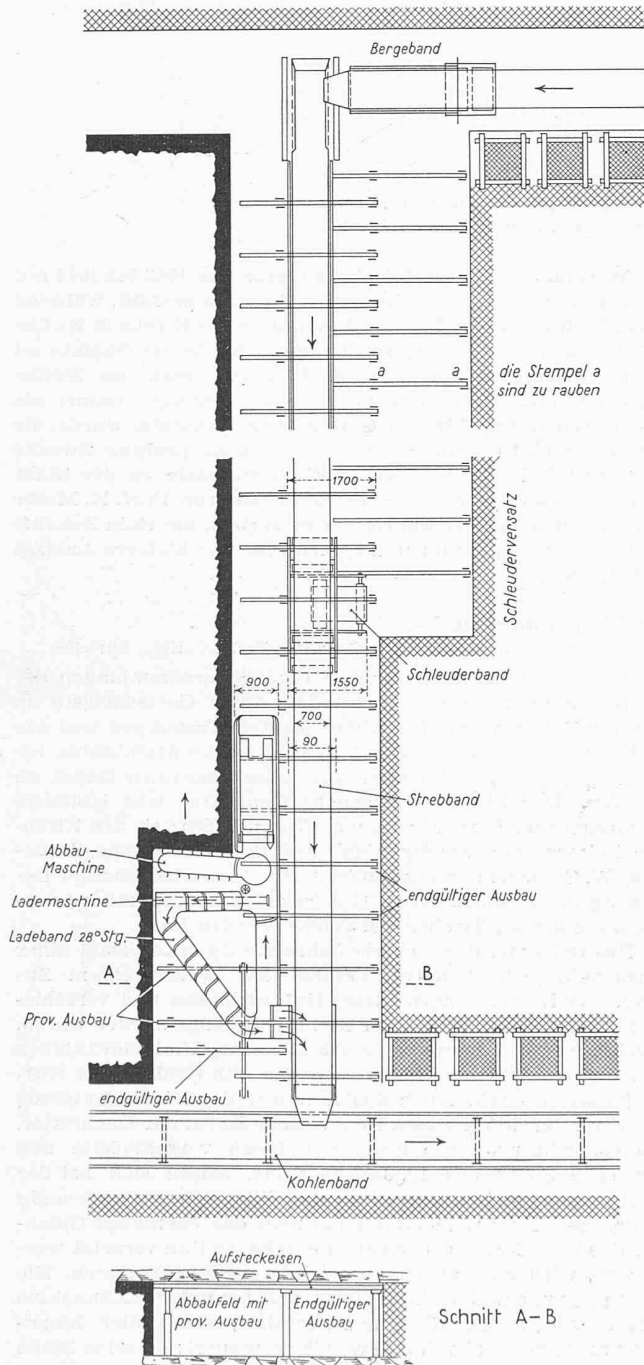 Bergeband
a a
die Stempel a
sind zu rauben
1700
Schleuderversatz
Schleuderband
900
1550
700
90
Strebband
Abbau-
Maschine
endgültiger Ausbau
Lademaschine
Ladeband 28°Stg.
A
B
Prov. Ausbau
endgültiger Ausbau
Kohlenband
Aufsteckeisen
Abbaufeld mit
prov. Ausbau
Endgültiger
Ausbau
Schnitt A–B